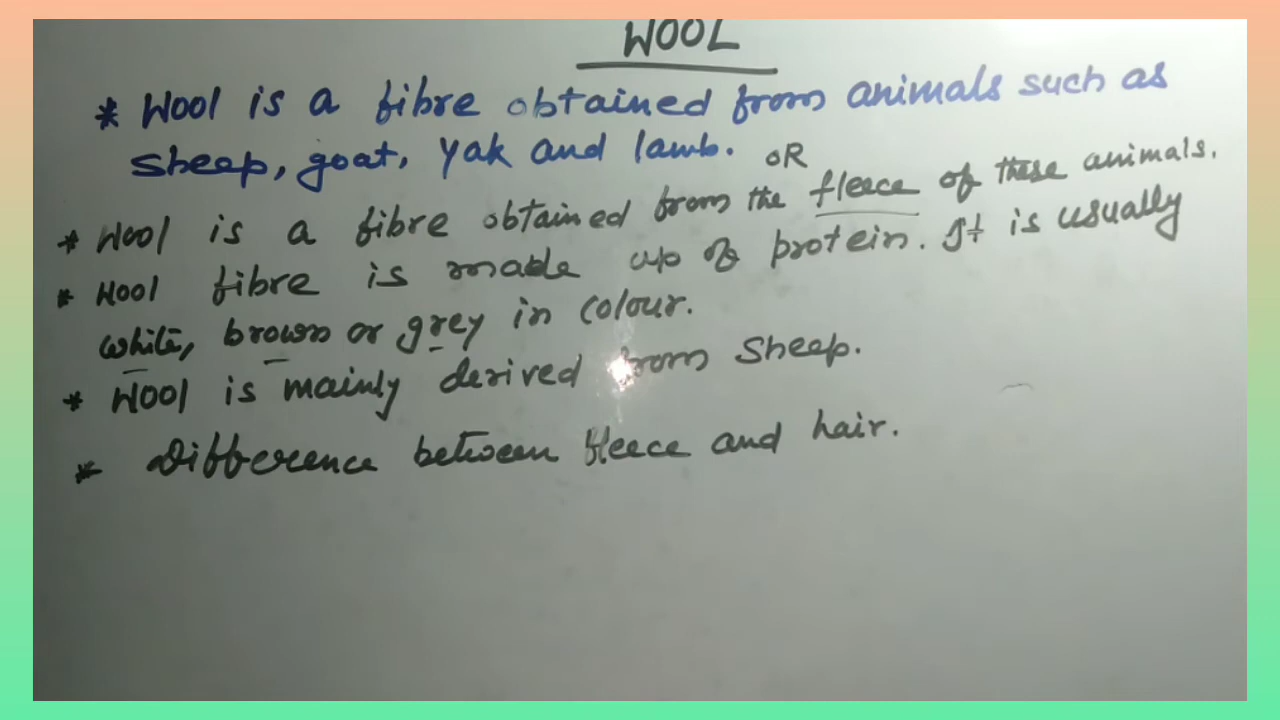 WOOL
* Wool is a fibre obtained from animals such as
sheep, goat, yak and lamb. OR
* Wool is a fibre obtained from the fleece of these animals.
* Wool fibre is made up of protein. It is usually
white, brown or grey in colour.
* Wool is mainly derived from sheep.
* Difference between fleece and hair.